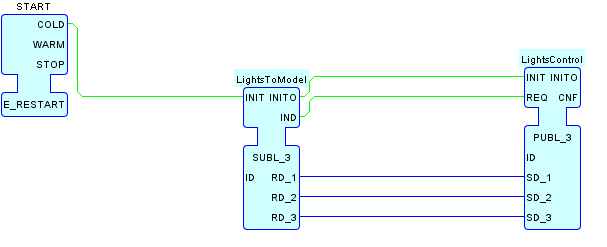 START
COLD
WARM
STOP
E_RESTART
LightsToModel
INIT INITO
IND
SUBL_3
ID RD_1
RD_2
RD_3
LightsControl
INIT INITO
REQ CNF
PUBL_3
ID
SD_1
SD_2
SD_3